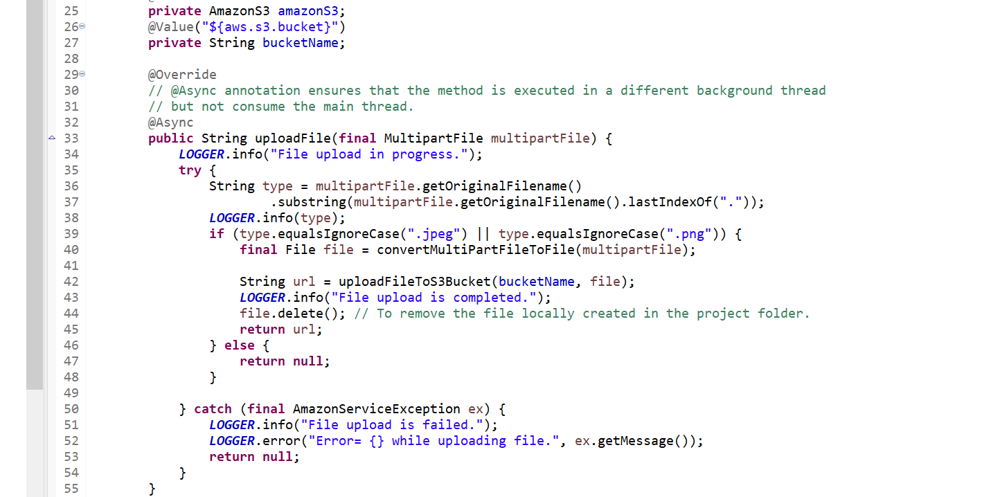 25 private AmazonS3 amazonS3;
26 @Value("${aws.s3.bucket}")
27 private String bucketName;
28
29 @Override
30 // @Async annotation ensures that the method is executed in a different background thread
31 // but not consume the main thread.
32 @Async
33 public String uploadFile(final MultipartFile multipartFile) {
34 LOGGER.info("File upload in progress.");
35 try {
36 String type = multipartFile.getOriginalFilename()
37 .substring(multipartFile.getOriginalFilename().lastIndexOf("."));
38 LOGGER.info(type);
39 if (type.equalsIgnoreCase(".jpeg") || type.equalsIgnoreCase(".png")) {
40 final File file = convertMultiPartFileToFile(multipartFile);
41
42 String url = uploadFileToS3Bucket(bucketName, file);
43 LOGGER.info("File upload is completed.");
44 file.delete(); // To remove the file locally created in the project folder.
45 return url;
46 } else {
47 return null;
48 }
49
50 } catch (final AmazonServiceException ex) {
51 LOGGER.info("File upload is failed.");
52 LOGGER.error("Error= {} while uploading file.", ex.getMessage());
53 return null;
54 }
55 }